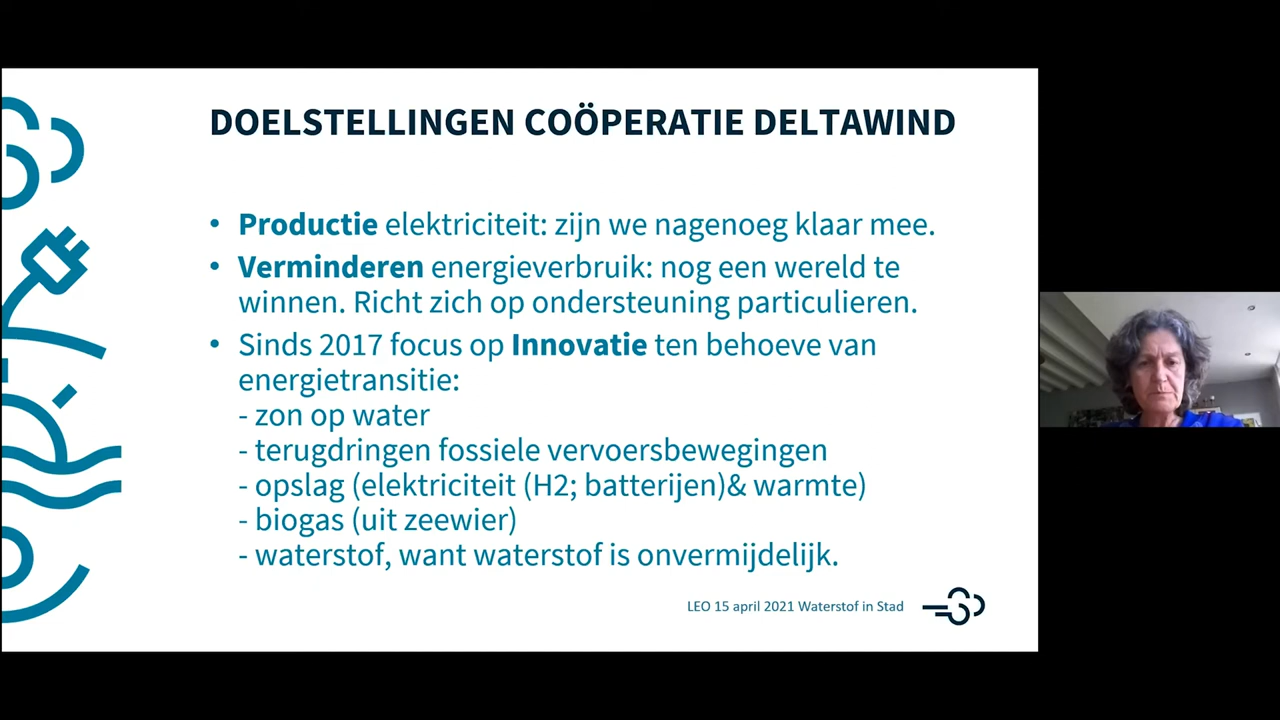 DOELSTELLINGEN COÖPERATIE DELTAWIND
• Productie elektriciteit: zijn we nagenoeg klaar mee.
• Verminderen energieverbruik: nog een wereld te
winnen. Richt zich op ondersteuning particulieren.
• Sinds 2017 focus op Innovatie ten behoeve van
energietransitie:
- zon op water
- terugdringen fossiele vervoersbewegingen
- opslag (elektriciteit (H2; batterijen)& warmte)
- biogas (uit zeewier)
- waterstof, want waterstof is onvermijdelijk.
LEO 15 april 2021 Waterstof in Stad